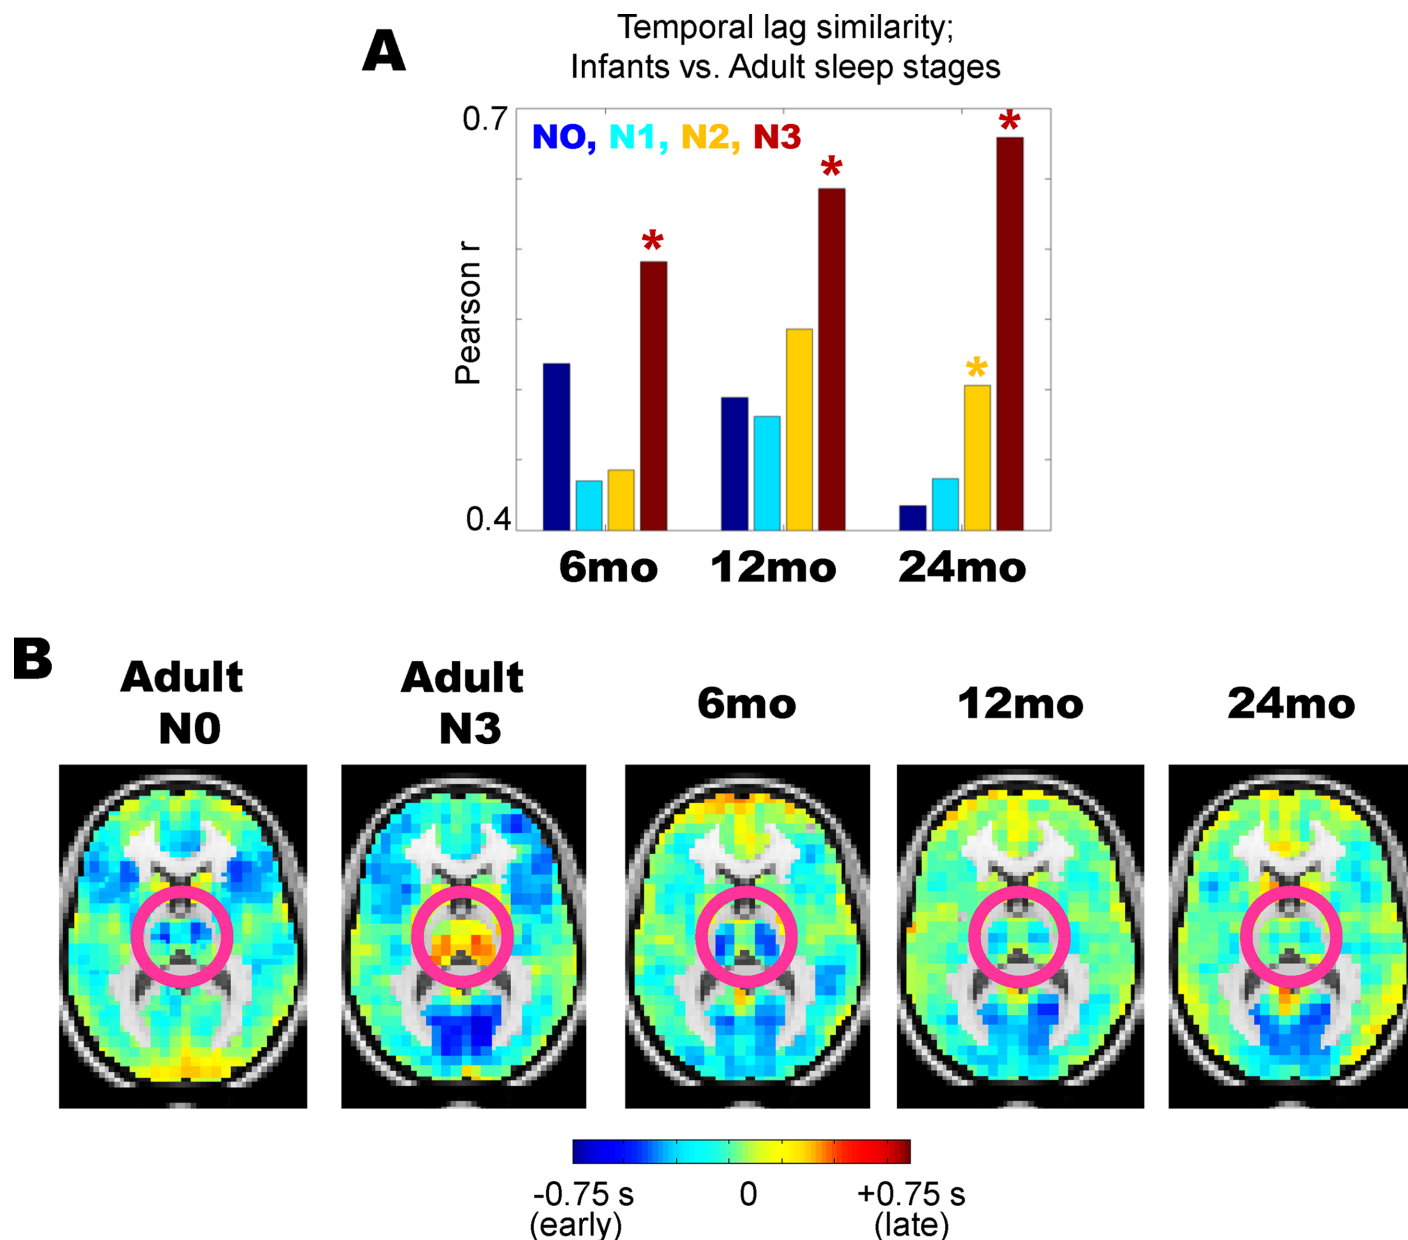 A
Temporal lag similarity;
Infants vs. Adult sleep stages
0.7
NO, N1, N2, N3
* * * *
Pearson r
0.4
6mo 12mo 24mo
B
Adult N0
Adult N3
6mo
12mo
24mo
-0.75 s 0 +0.75 s
(early) (late)